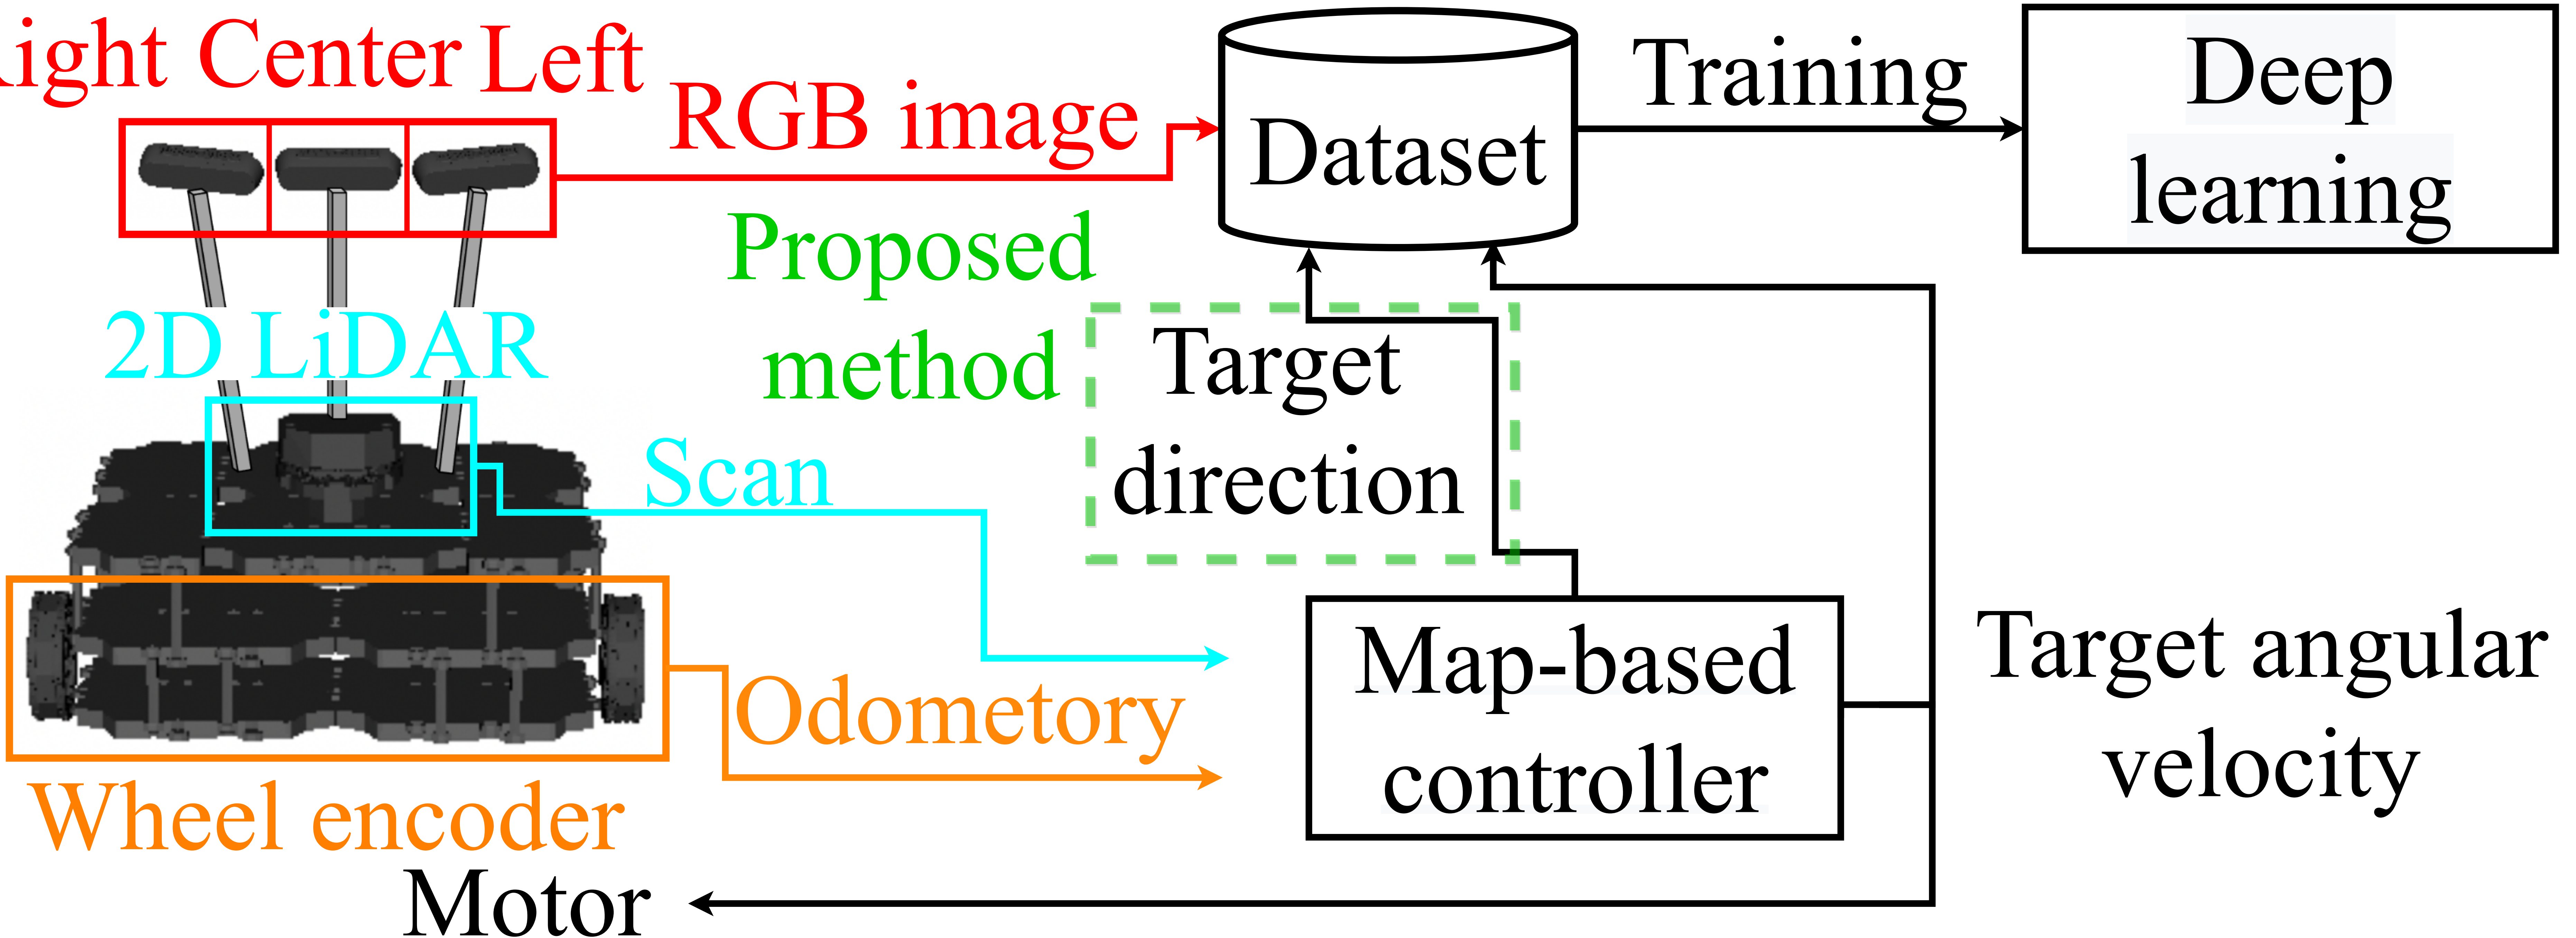 ight Center Left
RGB image
Dataset
Training
Deep
learning
Proposed
method
2D LiDAR
Target
direction
Scan
Map-based
controller
Target angular
velocity
Odometory
Wheel encoder
Motor